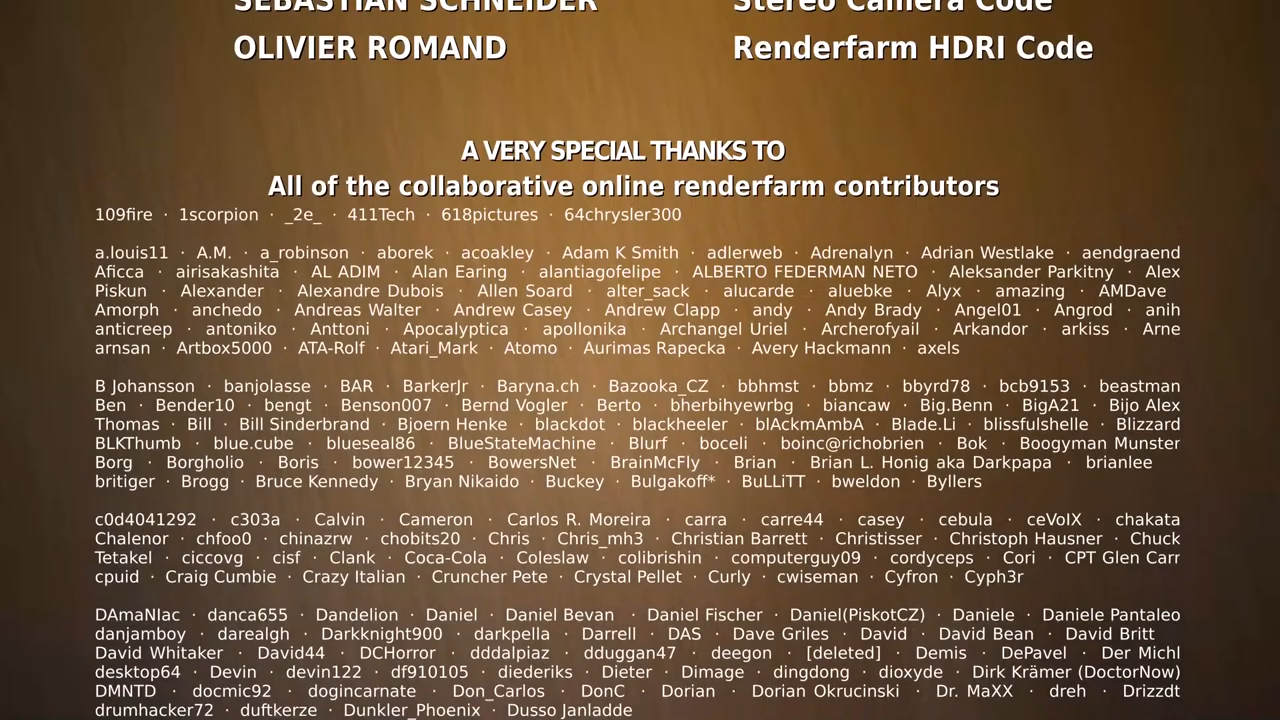 SEBASTIAN SCHNEIDER Stereo Camera Code
OLIVIER ROMAND Renderfarm HDRI Code
A VERY SPECIAL THANKS TO
All of the collaborative online renderfarm contributors
109fire · 1scorpion · _2e_ · 411Tech · 618pictures · 64chrysler300
a.louis11 · A.M. · a_robinson · aborek · acoakley · Adam K Smith · adlerweb · Adrenalyn · Adrian Westlake · aendgraend
Aficca · airisakashita · AL ADIM · Alan Earing · alantiagofelipe · ALBERTO FEDERMAN NETO · Aleksander Parkitny · Alex
Piskun · Alexander · Alexandre Dubois · Allen Soard · alter_sack · alucarde · aluebke · Alyx · amazing · AMDave
Amorph · anchedo · Andreas Walter · Andrew Casey · Andrew Clapp · andy · Andy Brady · Angel01 · Angrod · anih
anticreep · antoniko · Anttoni · Apocalyptica · apollonika · Archangel Uriel · Archerofyail · Arkandor · arkiss · Arne
arnsan · Artbox5000 · ATA-Rolf · Atari_Mark · Atomo · Aurimas Rapecka · Avery Hackmann · axels
B Johansson · banjolasse · BAR · BarkerJr · Baryna.ch · Bazooka_CZ · bbhmst · bbmz · bbyrd78 · bcb9153 · beastman
Ben · Bender10 · bengt · Benson007 · Bernd Vogler · Berto · bherbihyewrbg · biancaw · Big.Benn · BigA21 · Bijo Alex
Thomas · Bill · Bill Sinderbrand · Bjoern Henke · blackdot · blackheeler · blAckmAmbA · Blade.Li · blissfulshelle · Blizzard
BLKThumb · blue.cube · blueseal86 · BlueStateMachine · Blurf · boceli · boinc@richobrien · Bok · Boogyman Munster
Borg · Borgholio · Boris · bower12345 · BowersNet · BrainMcFly · Brian · Brian L. Honig aka Darkpapa · brianlee
britiger · Brogg · Bruce Kennedy · Bryan Nikaido · Buckey · Bulgakoff* · BuLLiTT · bweldon · Byllers
c0d4041292 · c303a · Calvin · Cameron · Carlos R. Moreira · carra · carre44 · casey · cebula · ceVoIX · chakata
Chalenor · chfoo0 · chinazrw · chobits20 · Chris · Chris_mh3 · Christian Barrett · Christisser · Christoph Hausner · Chuck
Tetakel · ciccovg · cisf · Clank · Coca-Cola · Coleslaw · colibrishin · computerguy09 · cordyceps · Cori · CPT Glen Carr
cpuid · Craig Cumbie · Crazy Italian · Cruncher Pete · Crystal Pellet · Curly · cwiseman · Cyfron · Cyph3r
DAmaNIac · danca655 · Dandelion · Daniel · Daniel Bevan · Daniel Fischer · Daniel(PiskotCZ) · Daniele · Daniele Pantaleo
danjamboy · darealgh · Darkknight900 · darkpella · Darrell · DAS · Dave Griles · David · David Bean · David Britt
David Whitaker · David44 · DCHorror · dddalpiaz · dduggan47 · deegon · [deleted] · Demis · DePavel · Der Michl
desktop64 · Devin · devin122 · df910105 · diederiks · Dieter · Dimage · dingdong · dioxyde · Dirk Krämer (DoctorNow)
DMNTD · docmic92 · dogincarnate · Don_Carlos · DonC · Dorian · Dorian Okrucinski · Dr. MaXX · dreh · Drizzdt
drumhacker72 · duftkerze · Dunkler_Phoenix · Dusso Janladde